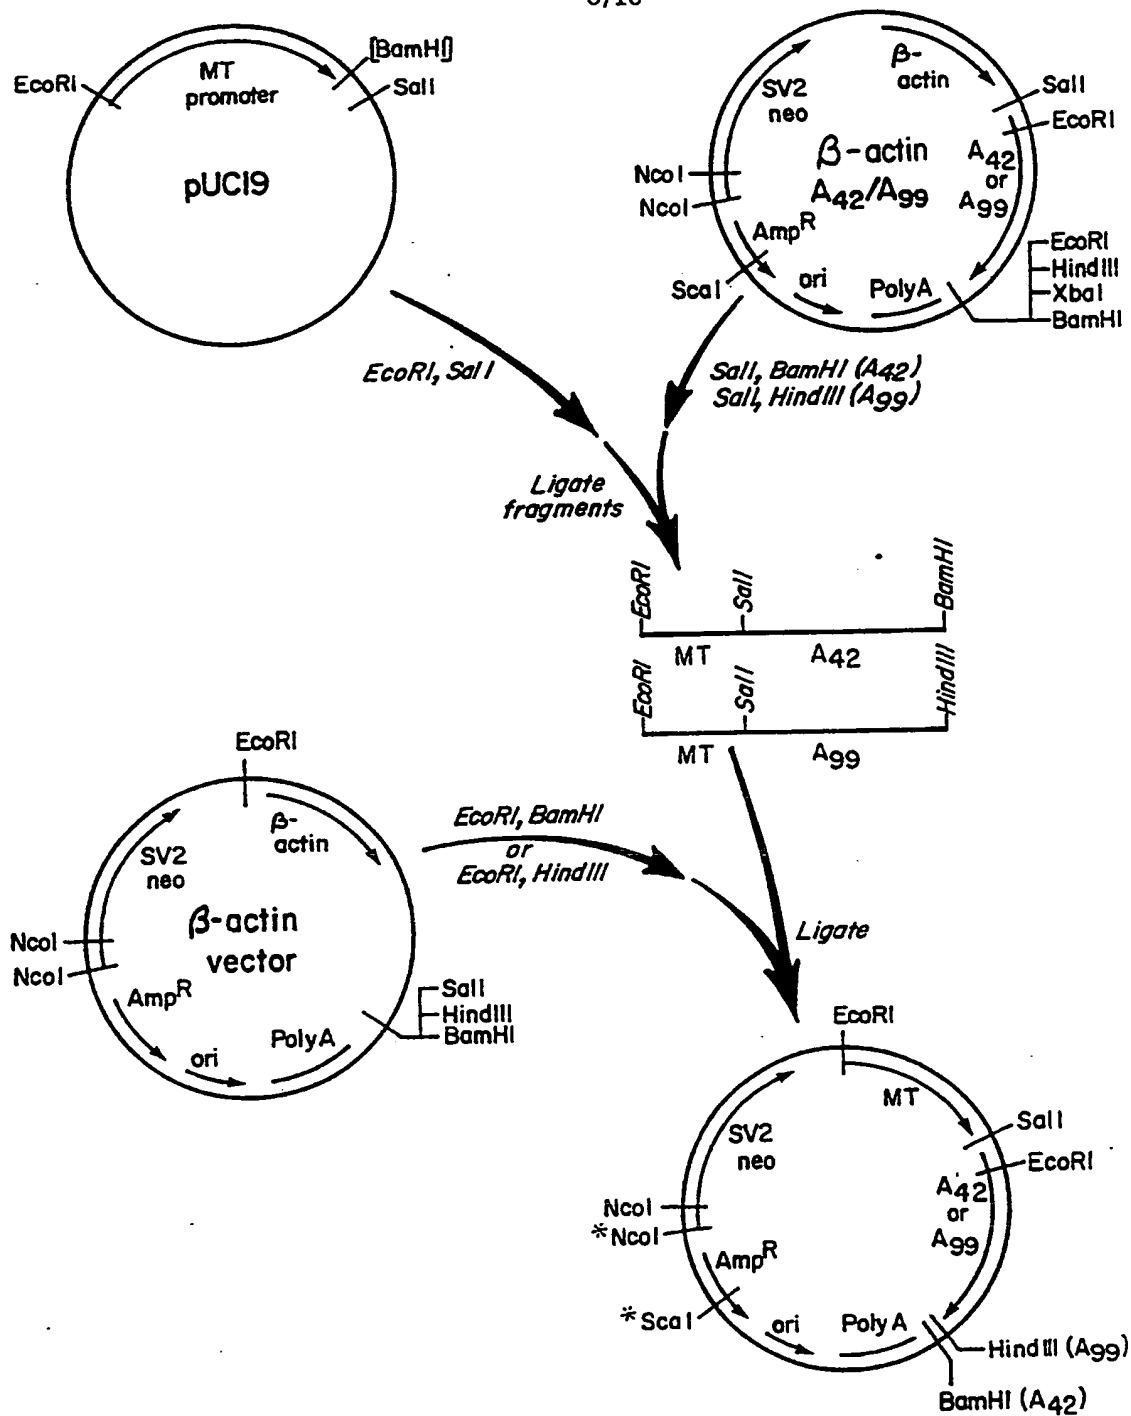 EcoRI
MT
promoter
[BamHI]
SalI
pUC19
SV2
neo
β-
actin
SalI
EcoRI
β-actin
A42/A99
A42
or
A99
NcoI
NcoI
AmpR
ScaI
ori
PolyA
EcoRI
HindIII
XbaI
BamHI
EcoRI, SalI
SalI, BamHI (A42)
SalI, HindIII (A99)
Ligate
fragments
EcoRI
SalI
BamHI
MT
A42
EcoRI
SalI
HindIII
MT
A99
EcoRI
β-
actin
SV2
neo
β-actin
vector
NcoI
NcoI
AmpR
ori
PolyA
SalI
HindIII
BamHI
EcoRI, BamHI
or
EcoRI, HindIII
Ligate
EcoRI
MT
SV2
neo
SalI
EcoRI
A42
or
A99
NcoI
*NcoI
AmpR
*ScaI
ori
PolyA
HindIII (A99)
BamHI (A42)